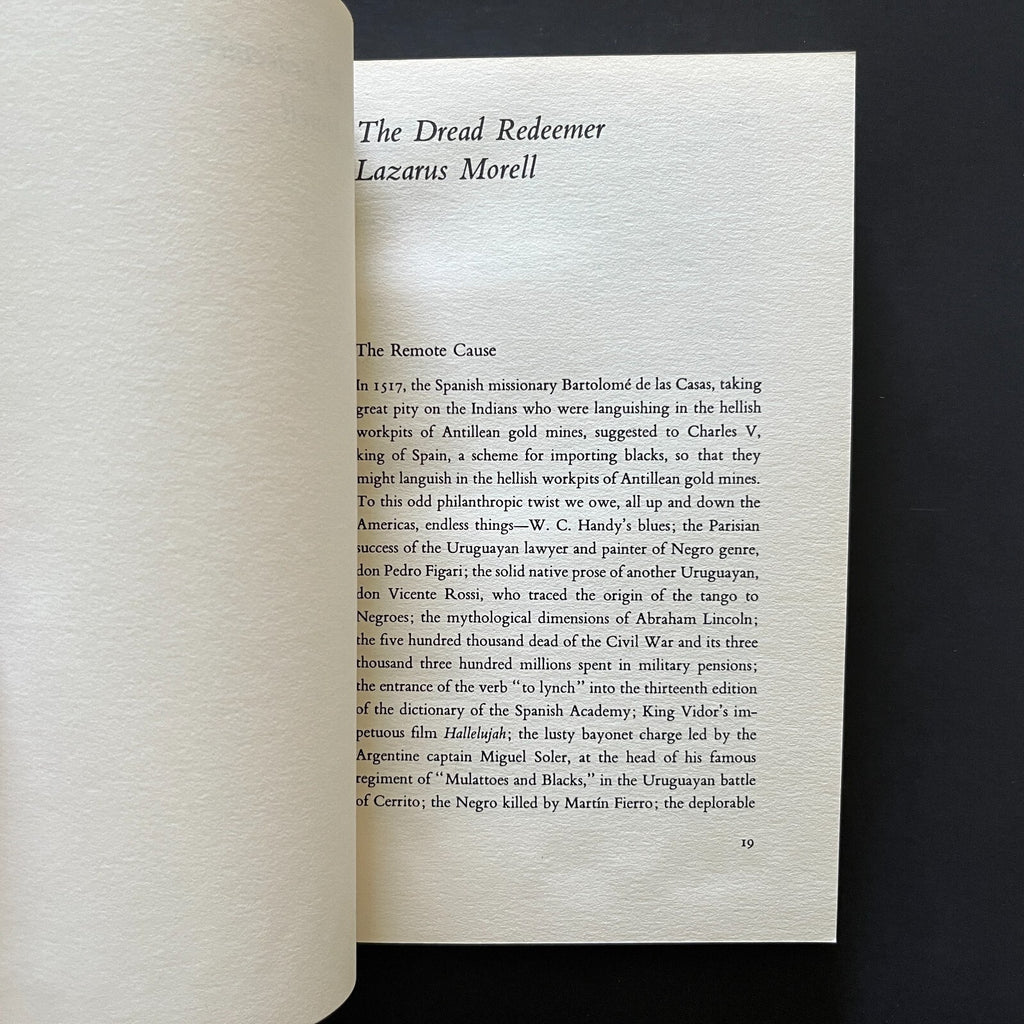 The Dread Redeemer
Lazarus Morell
The Remote Cause
In 1517, the Spanish missionary Bartolomé de las Casas, taking
great pity on the Indians who were languishing in the hellish
workpits of Antillean gold mines, suggested to Charles V,
king of Spain, a scheme for importing blacks, so that they
might languish in the hellish workpits of Antillean gold mines.
To this odd philanthropic twist we owe, all up and down the
Americas, endless things—W. C. Handy's blues; the Parisian
success of the Uruguayan lawyer and painter of Negro genre,
don Pedro Figari; the solid native prose of another Uruguayan,
don Vicente Rossi, who traced the origin of the tango to
Negroes; the mythological dimensions of Abraham Lincoln;
the five hundred thousand dead of the Civil War and its three
thousand three hundred millions spent in military pensions;
the entrance of the verb "to lynch" into the thirteenth edition
of the dictionary of the Spanish Academy; King Vidor's im-
petuous film Hallelujah; the lusty bayonet charge led by the
Argentine captain Miguel Soler, at the head of his famous
regiment of "Mulattoes and Blacks," in the Uruguayan battle
of Cerrito; the Negro killed by Martín Fierro; the deplorable
19